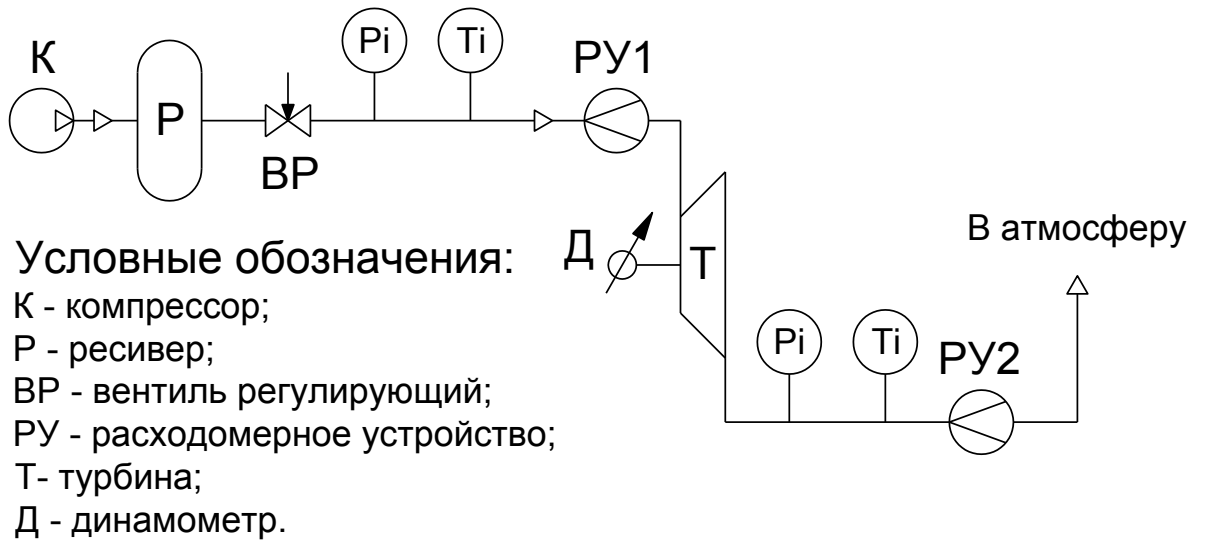 К
Р
ВР
Pi
Ti
РУ1
Д
Т
В атмосферу
Pi
Ti
РУ2
Условные обозначения:
К - компрессор;
Р - ресивер;
ВР - вентиль регулирующий;
РУ - расходомерное устройство;
Т- турбина;
Д - динамометр.